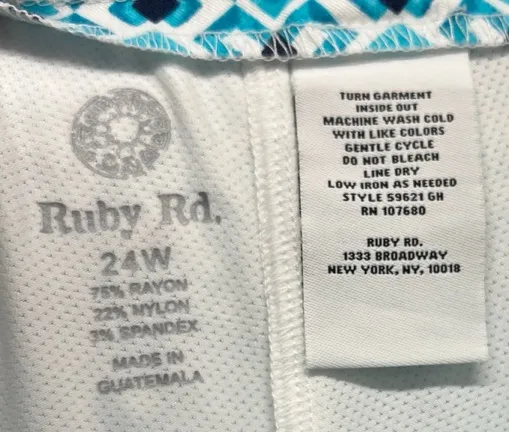 Ruby Rd.
24W
75% RAYON
22% NYLON
3% SPANDEX
MADE IN
GUATEMALA
TURN GARMENT
INSIDE OUT
MACHINE WASH COLD
WITH LIKE COLORS
GENTLE CYCLE
DO NOT BLEACH
LINE DRY
LOW IRON AS NEEDED
STYLE 59621 GH
RN 107680
RUBY RD.
1333 BROADWAY
NEW YORK, NY, 10018